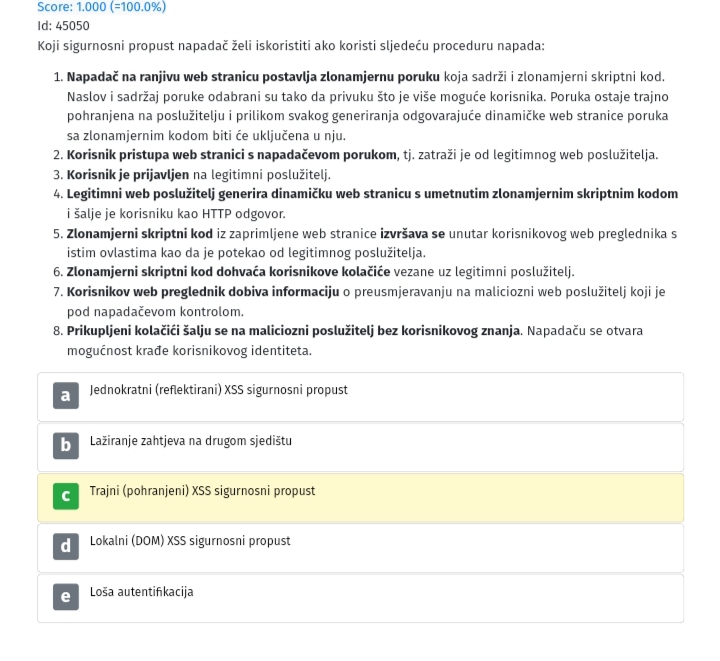 Score: 1.000 (=100.0%)
Id: 45050
Koji sigurnosni propust napadač želi iskoristiti ako koristi sljedeću proceduru napada:
1. Napadač na ranjivu web stranicu postavlja zlonamjernu poruku koja sadrži i zlonamjerni skriptni kod.
Naslov i sadržaj poruke odabrani su tako da privuku što je više moguće korisnika. Poruka ostaje trajno
pohranjena na poslužitelju i prilikom svakog generiranja odgovarajuće dinamičke web stranice poruka
sa zlonamjernim kodom biti će uključena u nju.
2. Korisnik pristupa web stranici s napadačevom porukom, tj. zatraži je od legitimnog web poslužitelja.
3. Korisnik je prijavljen na legitimni poslužitelj.
4. Legitimni web poslužitelj generira dinamičku web stranicu s umetnutim zlonamjernim skriptnim kodom
i šalje je korisniku kao HTTP odgovor.
5. Zlonamjerni skriptni kod iz zaprimljene web stranice izvršava se unutar korisnikovog web preglednika s
istim ovlastima kao da je potekao od legitimnog poslužitelja.
6. Zlonamjerni skriptni kod dohvaća korisnikove kolačiće vezane uz legitimni poslužitelj.
7. Korisnikov web preglednik dobiva informaciju o preusmjeravanju na maliciozni web poslužitelj koji je
pod napadačevom kontrolom.
8. Prikupljeni kolačići šalju se na maliciozni poslužitelj bez korisnikovog znanja. Napadaču se otvara
mogućnost krađe korisnikovog identiteta.
a Jednokratni (reflektirani) XSS sigurnosni propust
b Lažiranje zahtjeva na drugom sjedištu
c Trajni (pohranjeni) XSS sigurnosni propust
d Lokalni (DOM) XSS sigurnosni propust
e Loša autentifikacija